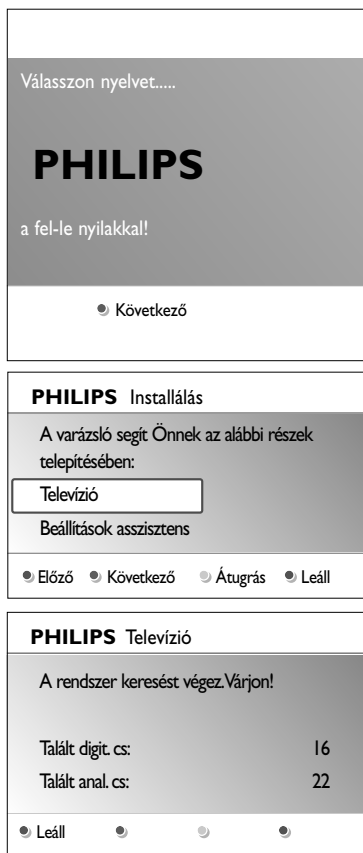 Válasszon nyelvet.....
PHILIPS
a fel-le nyilakkal!
Következő
PHILIPS Installálás
A varázsló segít Önnek az alábbi részek
telepítésében:
Televízió
Beállítások asszisztens
Előző Következő Átugrás Leáll
PHILIPS Televízió
A rendszer keresést végez.Várjon!
Talált digit. cs: 16
Talált anal. cs: 22
Leáll